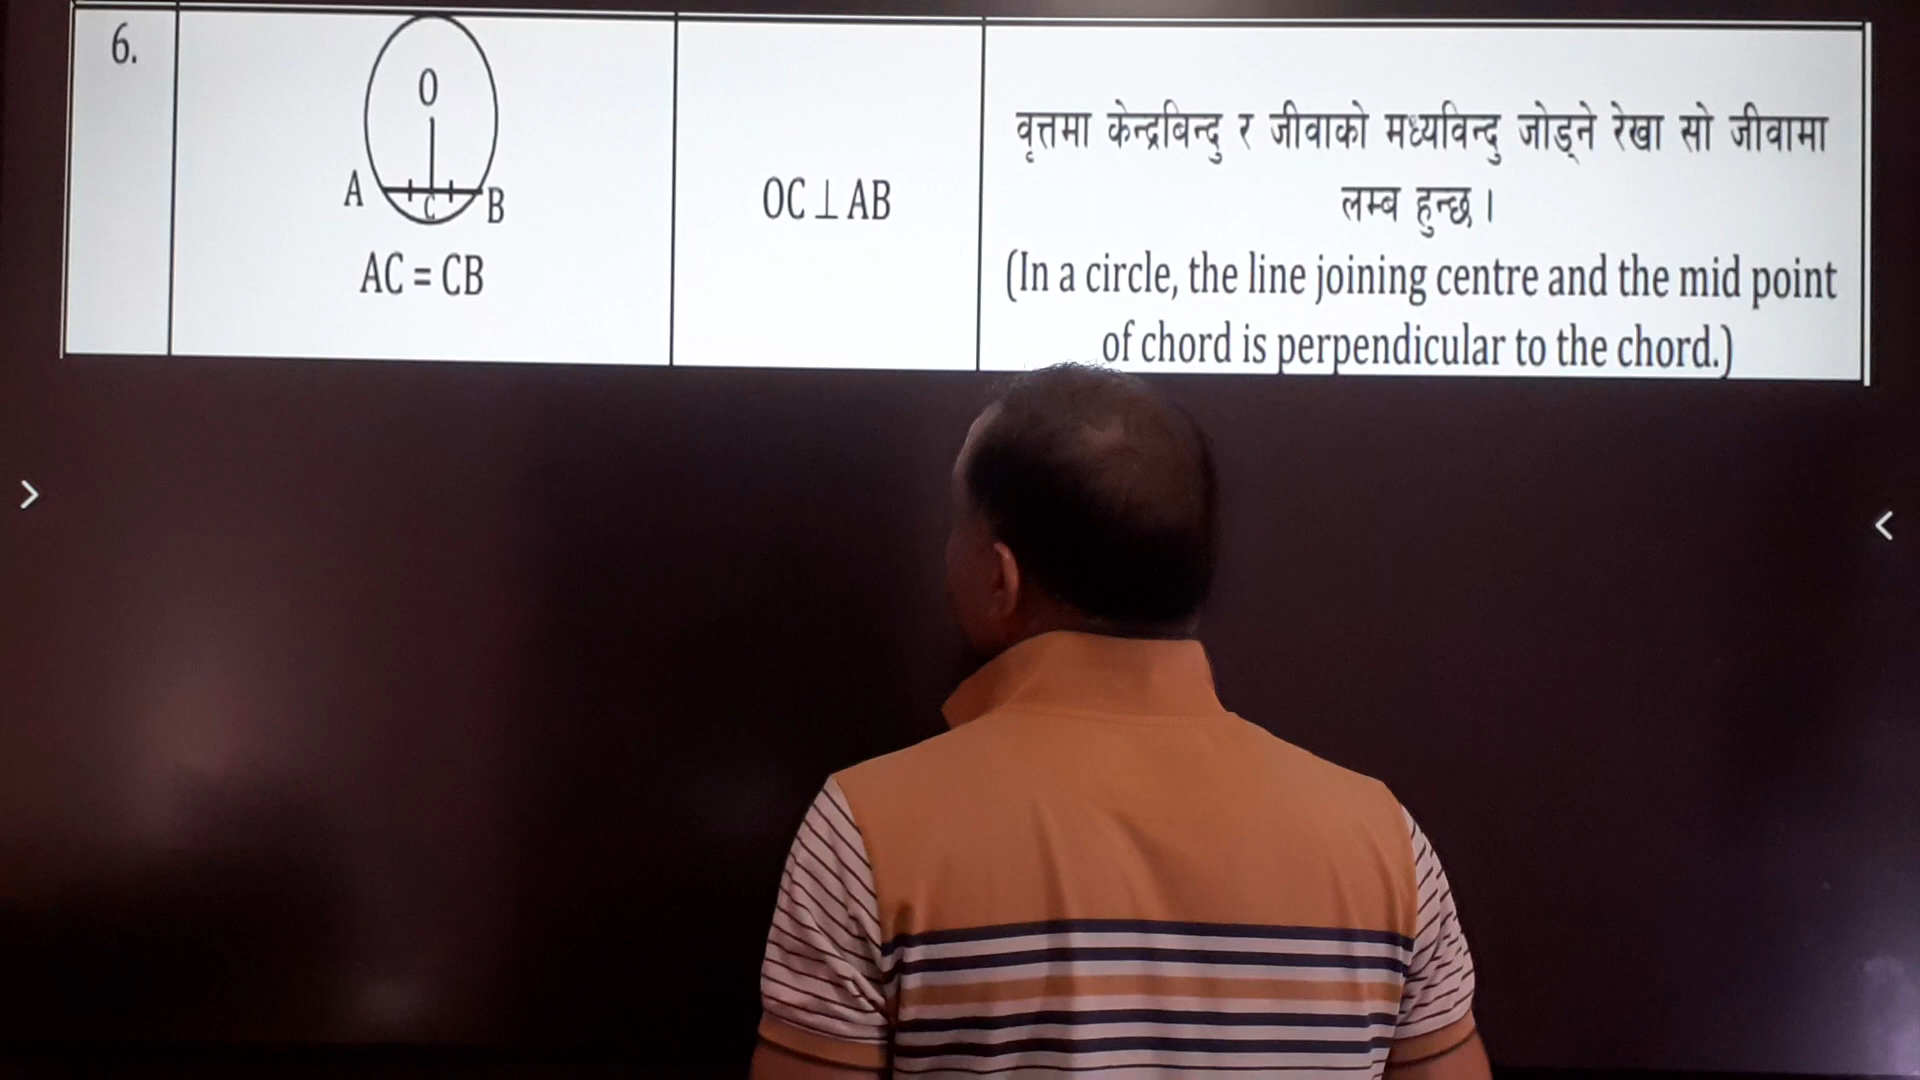 6.
O
A
C
B
AC = CB
OC ⊥ AB
वृत्तमा केन्द्रबिन्दु र जीवाको मध्यविन्दु जोड्ने रेखा सो जीवामा
लम्ब हुन्छ ।
(In a circle, the line joining centre and the mid point
of chord is perpendicular to the chord.)